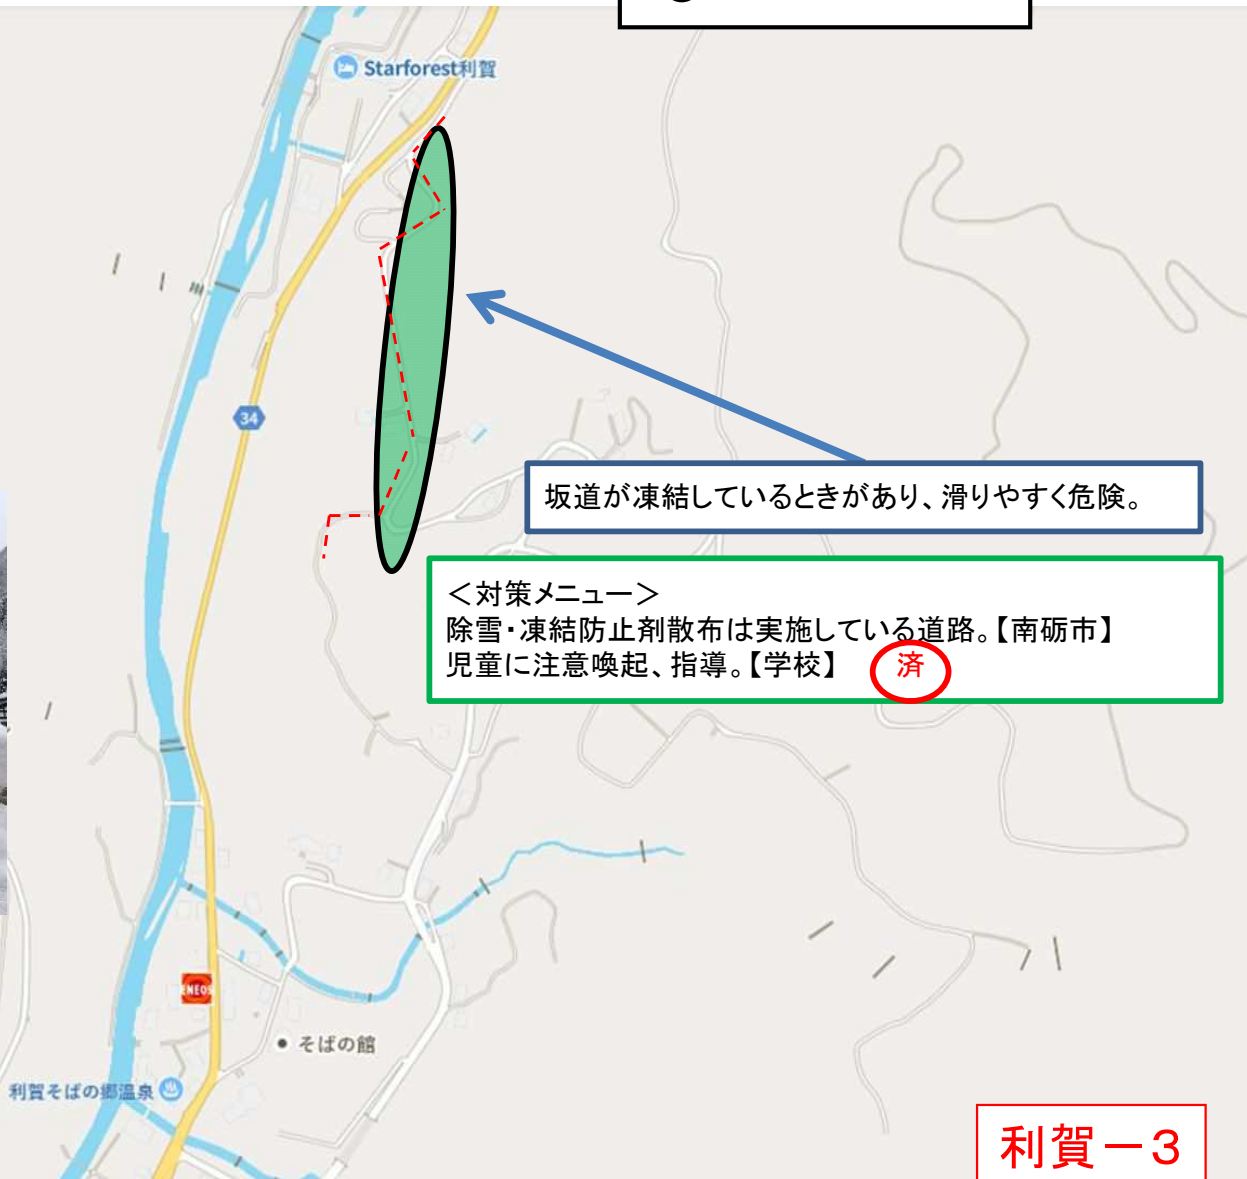 Starforest利賀
34
坂道が凍結しているときがあり、滑りやすく危険。
＜対策メニュー＞
除雪・凍結防止剤散布は実施している道路。【南砺市】
児童に注意喚起、指導。【学校】 済
ENEOS
そばの館
利賀そばの郷温泉
利賀－３